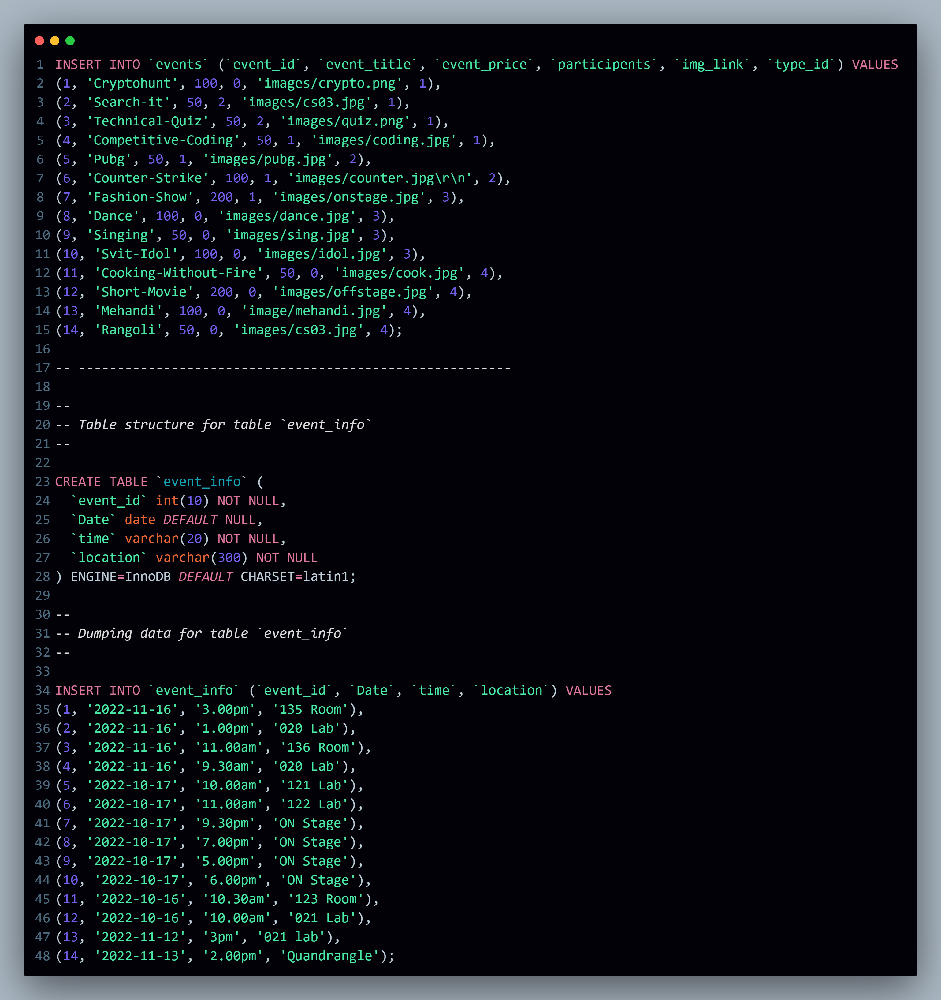 1 INSERT INTO `events` (`event_id`, `event_title`, `event_price`, `participents`, `img_link`, `type_id`) VALUES
2 (1, 'Cryptohunt', 100, 0, 'images/crypto.png', 1),
3 (2, 'Search-it', 50, 2, 'images/cs03.jpg', 1),
4 (3, 'Technical-Quiz', 50, 2, 'images/quiz.png', 1),
5 (4, 'Competitive-Coding', 50, 1, 'images/coding.jpg', 1),
6 (5, 'Pubg', 50, 1, 'images/pubg.jpg', 2),
7 (6, 'Counter-Strike', 100, 1, 'images/counter.jpg\r\n', 2),
8 (7, 'Fashion-Show', 200, 1, 'images/onstage.jpg', 3),
9 (8, 'Dance', 100, 0, 'images/dance.jpg', 3),
10 (9, 'Singing', 50, 0, 'images/sing.jpg', 3),
11 (10, 'Svit-Idol', 100, 0, 'images/idol.jpg', 3),
12 (11, 'Cooking-Without-Fire', 50, 0, 'images/cook.jpg', 4),
13 (12, 'Short-Movie', 200, 0, 'images/offstage.jpg', 4),
14 (13, 'Mehandi', 100, 0, 'image/mehandi.jpg', 4),
15 (14, 'Rangoli', 50, 0, 'images/cs03.jpg', 4);
16
17 -- --------------------------------------------------------
18
19 --
20 -- Table structure for table `event_info`
21 --
22
23 CREATE TABLE `event_info` (
24   `event_id` int(10) NOT NULL,
25   `Date` date DEFAULT NULL,
26   `time` varchar(20) NOT NULL,
27   `location` varchar(300) NOT NULL
28 ) ENGINE=InnoDB DEFAULT CHARSET=latin1;
29
30 --
31 -- Dumping data for table `event_info`
32 --
33
34 INSERT INTO `event_info` (`event_id`, `Date`, `time`, `location`) VALUES
35 (1, '2022-11-16', '3.00pm', '135 Room'),
36 (2, '2022-11-16', '1.00pm', '020 Lab'),
37 (3, '2022-11-16', '11.00am', '136 Room'),
38 (4, '2022-11-16', '9.30am', '020 Lab'),
39 (5, '2022-10-17', '10.00am', '121 Lab'),
40 (6, '2022-10-17', '11.00am', '122 Lab'),
41 (7, '2022-10-17', '9.30pm', 'ON Stage'),
42 (8, '2022-10-17', '7.00pm', 'ON Stage'),
43 (9, '2022-10-17', '5.00pm', 'ON Stage'),
44 (10, '2022-10-17', '6.00pm', 'ON Stage'),
45 (11, '2022-10-16', '10.30am', '123 Room'),
46 (12, '2022-10-16', '10.00am', '021 Lab'),
47 (13, '2022-11-12', '3pm', '021 lab'),
48 (14, '2022-11-13', '2.00pm', 'Quandrangle');